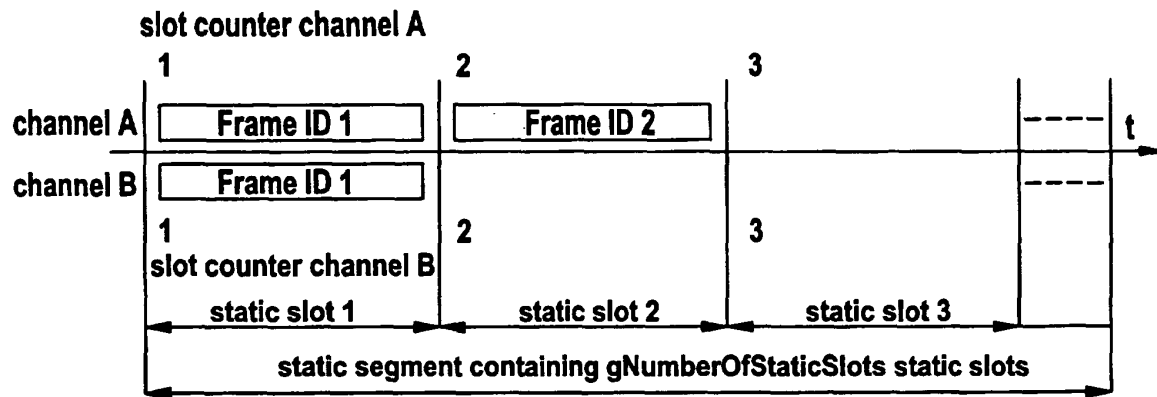 slot counter channel A
1 2 3
channel A Frame ID 1 Frame ID 2 t
channel B Frame ID 1
1 2 3
slot counter channel B
static slot 1 static slot 2 static slot 3
static segment containing gNumberOfStaticSlots static slots